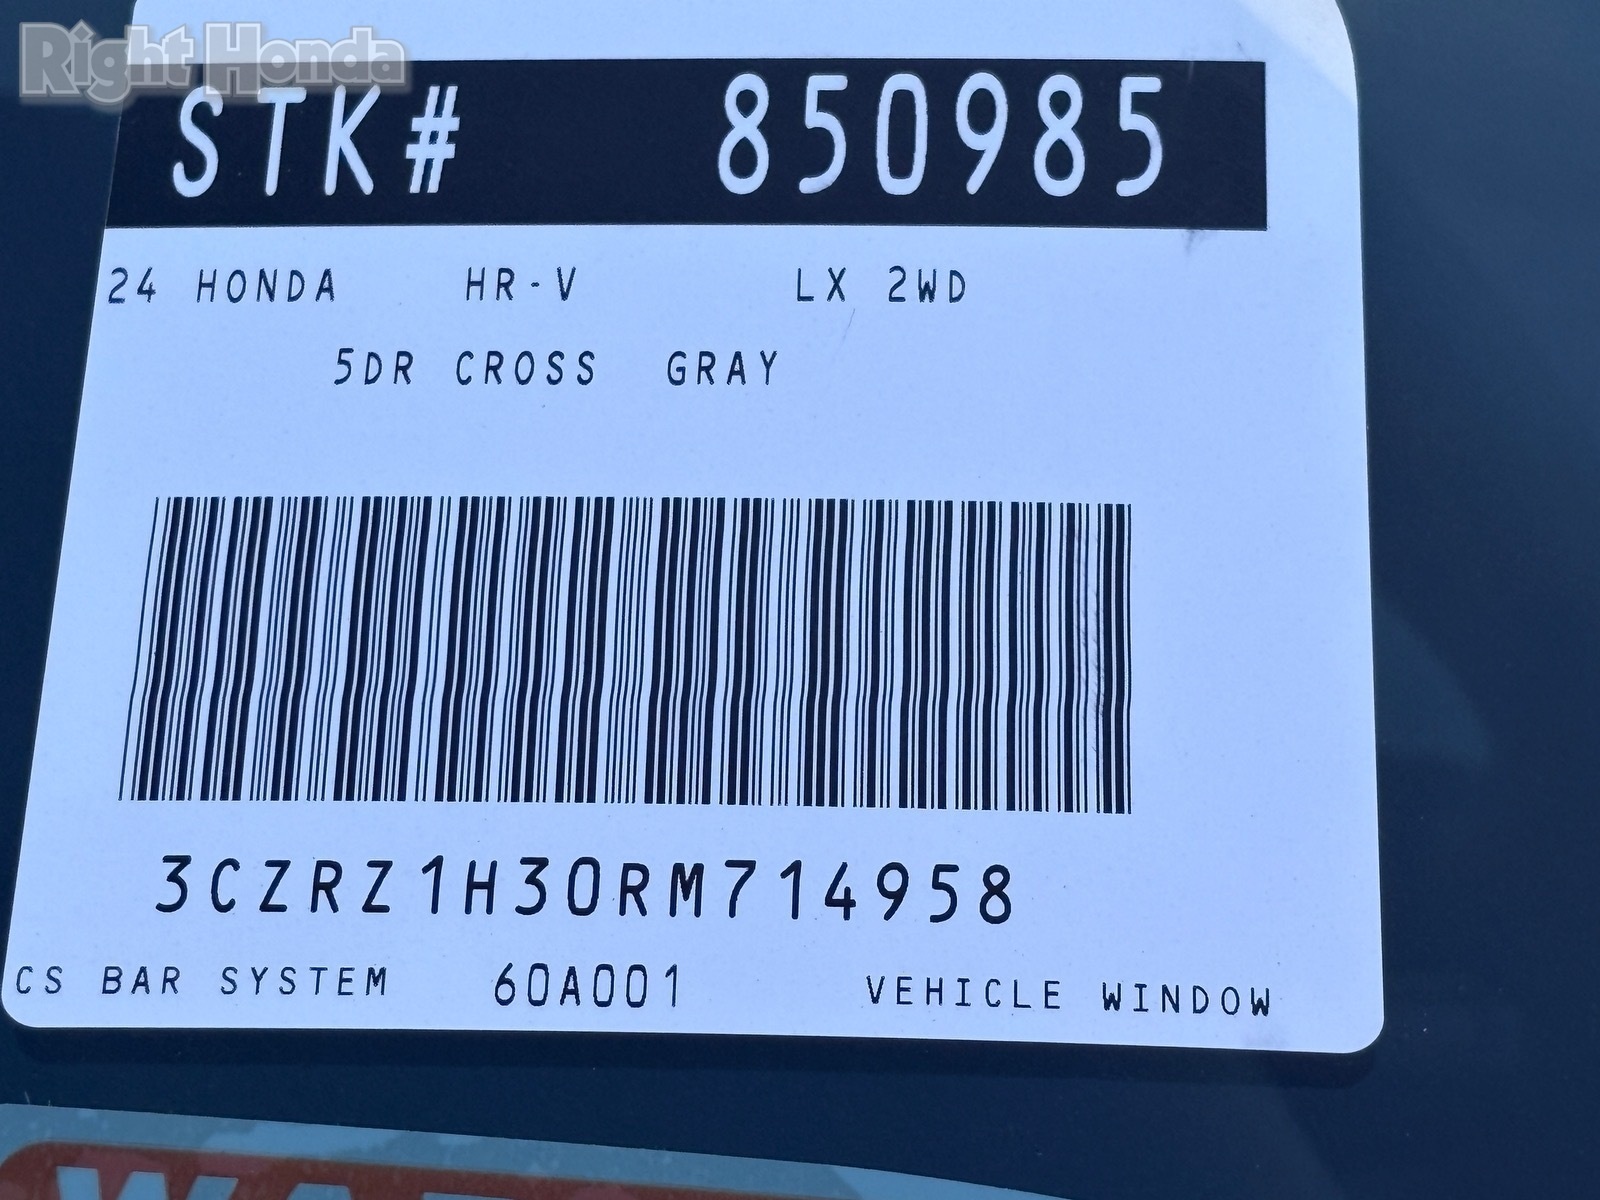 Right Honda
STK# 850985
24 HONDA HR-V LX 2WD
5DR CROSS GRAY
3CZRZ1H30RM714958
CS BAR SYSTEM 60A001 VEHICLE WINDOW